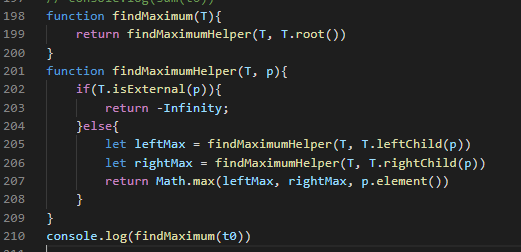 198 function findMaximum(T){
199     return findMaximumHelper(T, T.root())
200 }
201 function findMaximumHelper(T, p){
202     if(T.isExternal(p)){
203         return -Infinity;
204     }else{
205         let leftMax = findMaximumHelper(T, T.leftChild(p))
206         let rightMax = findMaximumHelper(T, T.rightChild(p))
207         return Math.max(leftMax, rightMax, p.element())
208     }
209 }
210 console.log(findMaximum(t0))